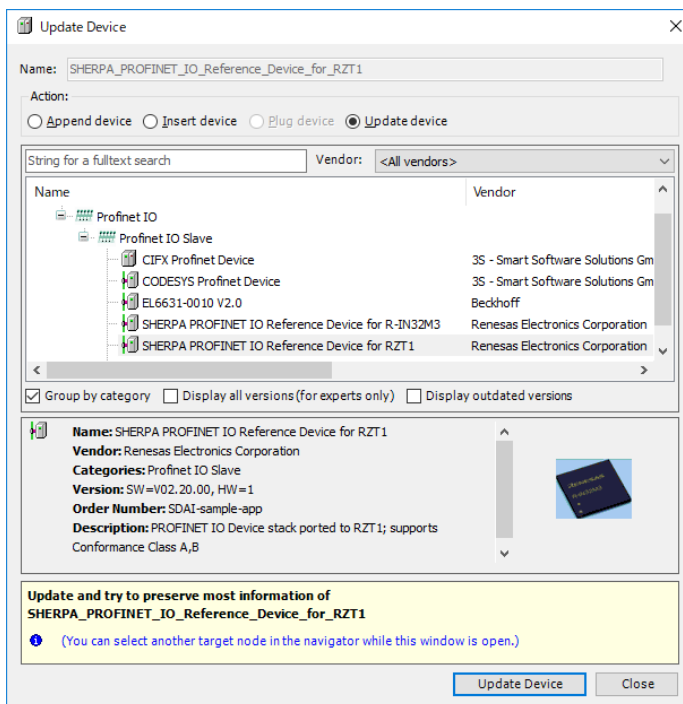 Update Device
Name: SHERPA_PROFINET_IO_Reference_Device_for_RZT1
Action:
Append device Insert device Plug device Update device
String for a fulltext search Vendor: <All vendors>
Name Vendor
Profinet IO
Profinet IO Slave
CIFX Profinet Device 3S - Smart Software Solutions Gm
CODESYS Profinet Device 3S - Smart Software Solutions Gm
EL6631-0010 V2.0 Beckhoff
SHERPA PROFINET IO Reference Device for R-IN32M3 Renesas Electronics Corporation
SHERPA PROFINET IO Reference Device for RZT1 Renesas Electronics Corporation
Group by category Display all versions (for experts only) Display outdated versions
Name: SHERPA PROFINET IO Reference Device for RZT1
Vendor: Renesas Electronics Corporation
Categories: Profinet IO Slave
Version: SW=V02.20.00, HW=1
Order Number: SDAI-sample-app
Description: PROFINET IO Device stack ported to RZT1; supports
Conformance Class A,B
RENESAS
R-IN32M3
Update and try to preserve most information of
SHERPA_PROFINET_IO_Reference_Device_for_RZT1
(You can select another target node in the navigator while this window is open.)
Update Device Close